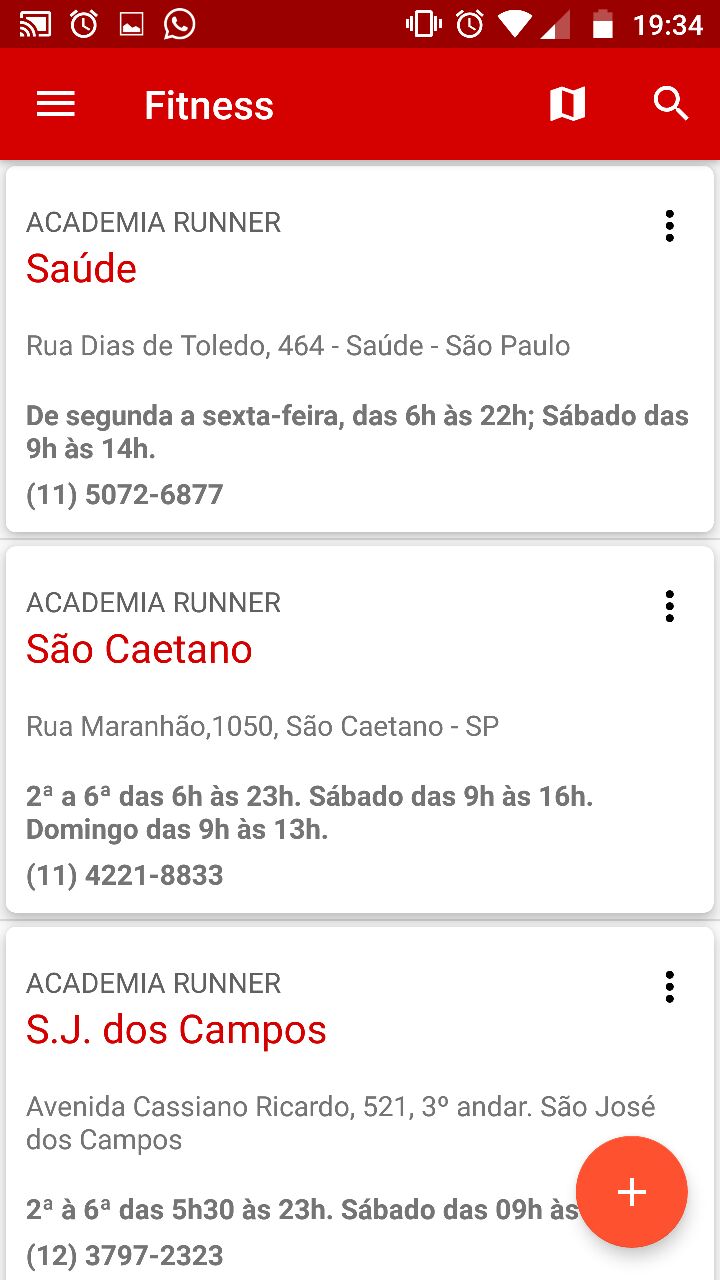 19:34
Fitness
ACADEMIA RUNNER
Saúde
Rua Dias de Toledo, 464 - Saúde - São Paulo
De segunda a sexta-feira, das 6h às 22h; Sábado das
9h às 14h.
(11) 5072-6877
ACADEMIA RUNNER
São Caetano
Rua Maranhão,1050, São Caetano - SP
2ª a 6ª das 6h às 23h. Sábado das 9h às 16h.
Domingo das 9h às 13h.
(11) 4221-8833
ACADEMIA RUNNER
S.J. dos Campos
Avenida Cassiano Ricardo, 521, 3º andar. São José
dos Campos
2ª à 6ª das 5h30 às 23h. Sábado das 09h às
(12) 3797-2323